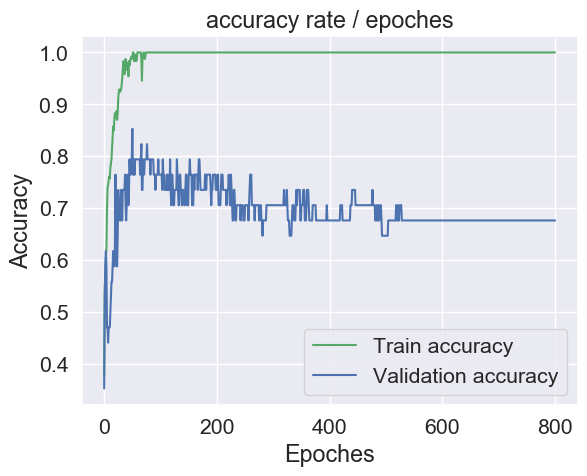 accuracy rate / epoches
1.0
0.9
0.8
0.7
0.6
0.5
0.4
Accuracy
Train accuracy
Validation accuracy
0
200
400
600
800
Epoches